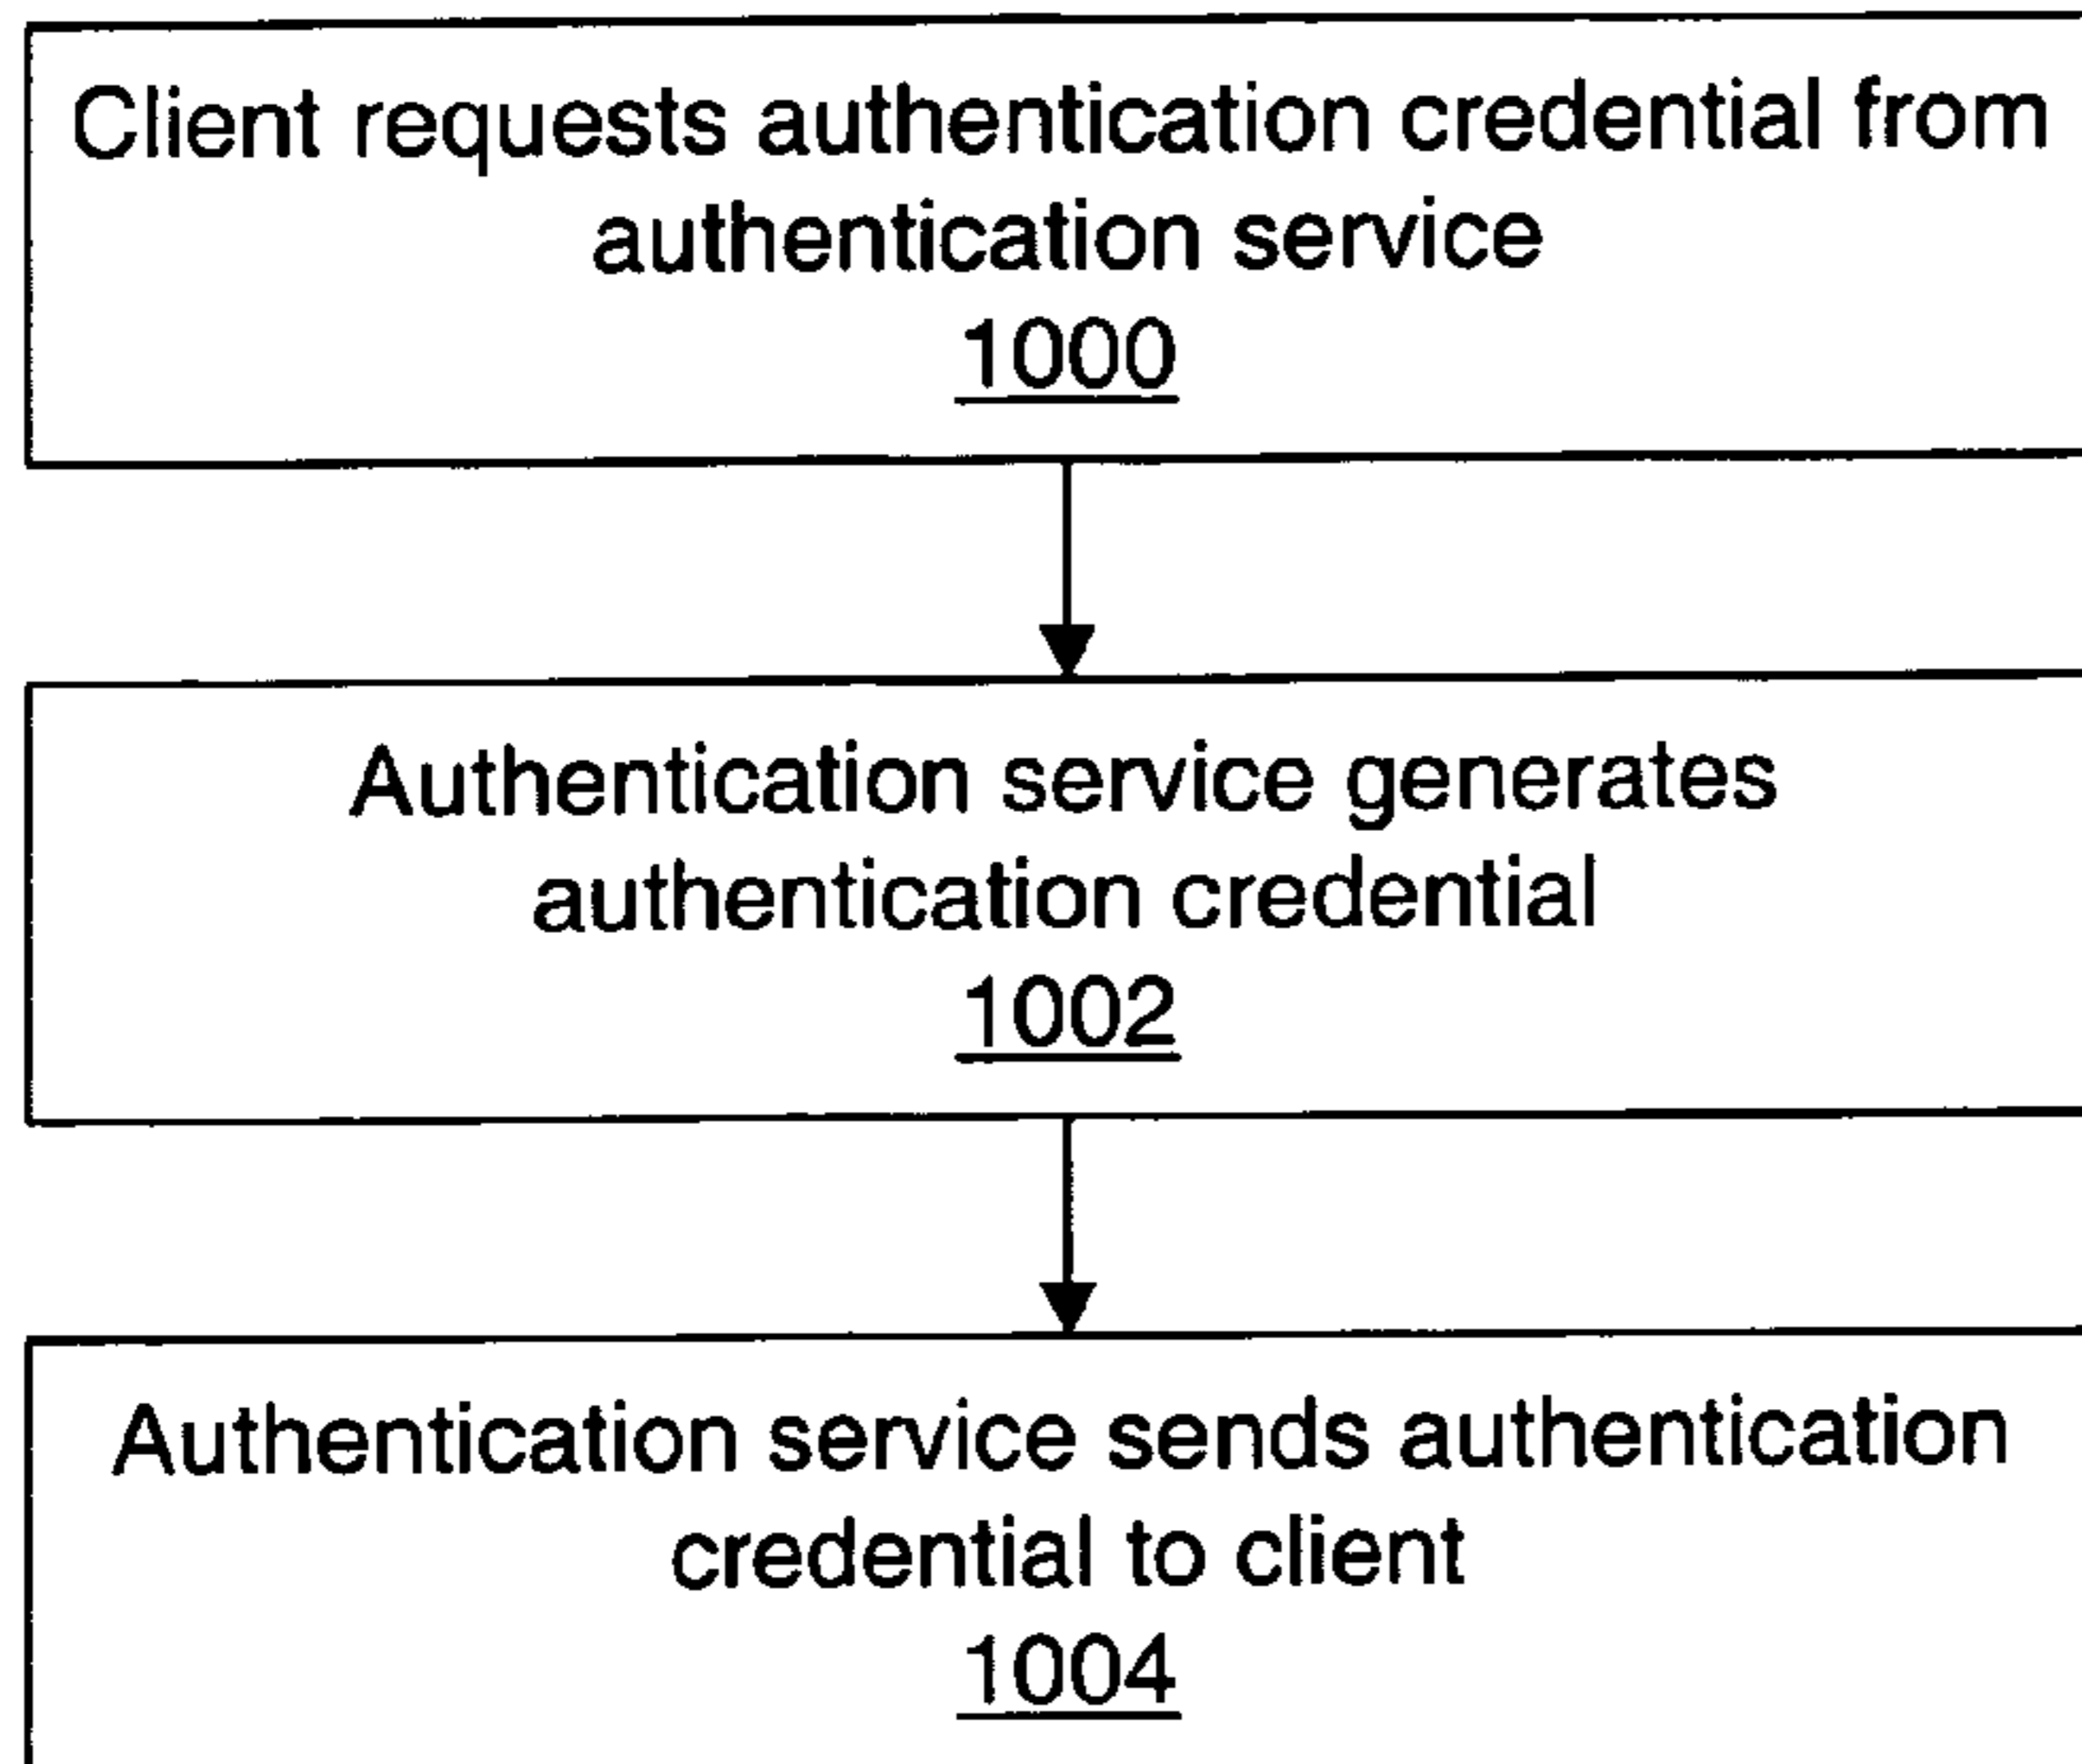 Client requests authentication credential from
authentication service
1000
Authentication service generates
authentication credential
1002
Authentication service sends authentication
credential to client
1004